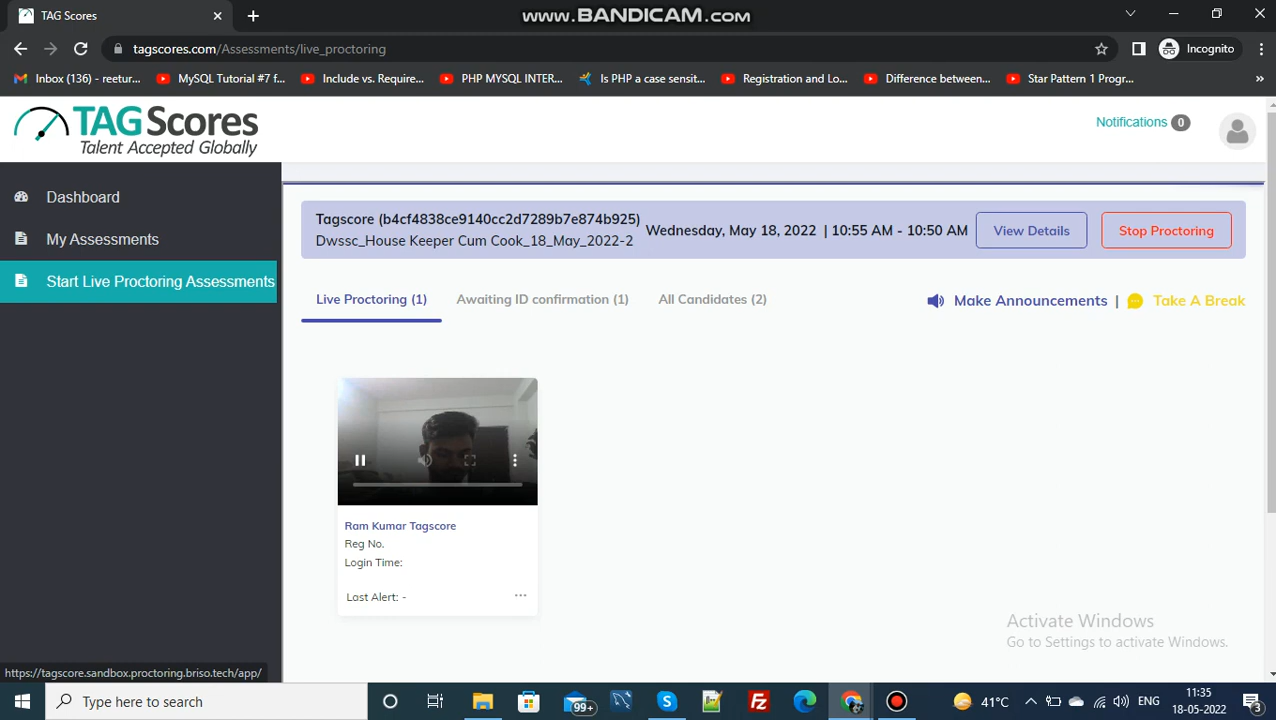 TAG Scores
www.BANDICAM.com
tagscores.com/Assessments/live_proctoring
Incognito
Inbox (136) - reetur...
MySQL Tutorial #7 f...
Include vs. Require...
PHP MYSQL INTER...
Is PHP a case sensit...
Registration and Lo...
Difference between...
Star Pattern 1 Progr...
»
TAGScores
Talent Accepted Globally
Notifications 0
Dashboard
My Assessments
Start Live Proctoring Assessments
Tagscore (b4cf4838ce9140cc2d7289b7e874b925)
Dwssc_House Keeper Cum Cook_18_May_2022-2
Wednesday, May 18, 2022 | 10:55 AM - 10:50 AM
View Details
Stop Proctoring
Live Proctoring (1)
Awaiting ID confirmation (1)
All Candidates (2)
Make Announcements |
Take A Break
Ram Kumar Tagscore
Reg No.
Login Time:
Last Alert: -
...
Activate Windows
Go to Settings to activate Windows.
https://tagscore.sandbox.proctoring.briso.tech/app/
Type here to search
99+
41°C
ENG
11:35
18-05-2022
3